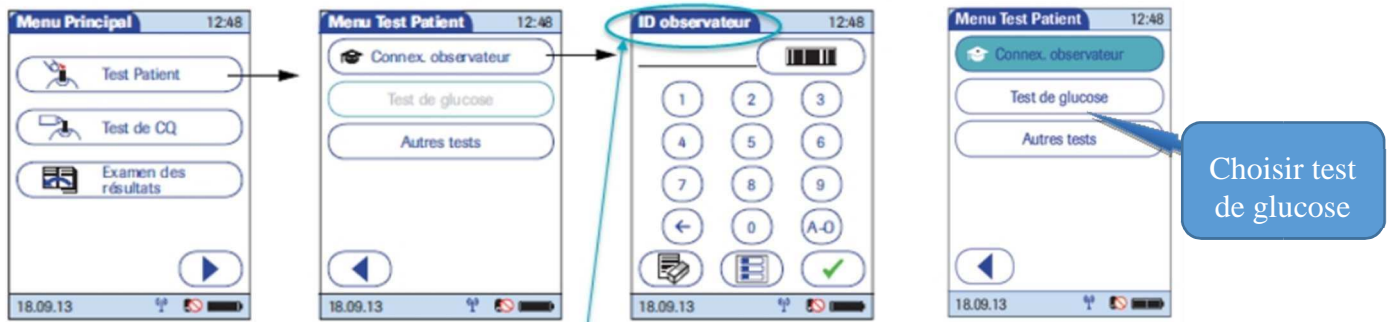 Menu Principal 12:48
Test Patient
Test de CQ
Examen des
résultats
18.09.13
Menu Test Patient 12:48
Connex. observateur
Test de glucose
Autres tests
18.09.13
ID observateur 12:48
1 2 3
4 5 6
7 8 9
0 A-O
18.09.13
Menu Test Patient 12:48
Connex. observateur
Test de glucose
Autres tests
18.09.13
Choisir test
de glucose